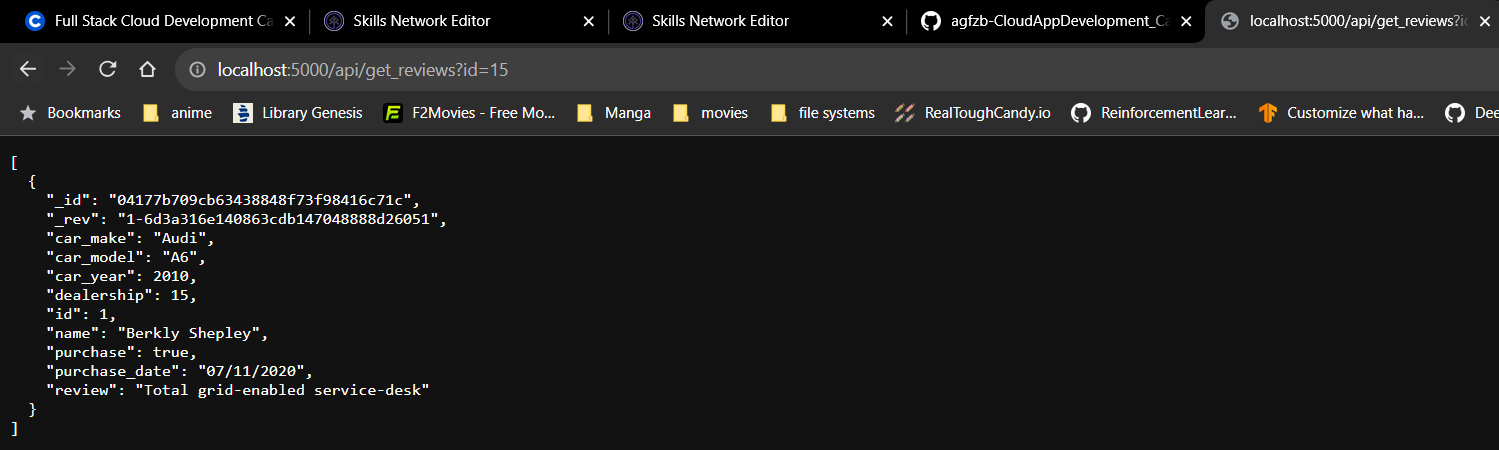 Full Stack Cloud Development Ca
Skills Network Editor
Skills Network Editor
agfzb-CloudAppDevelopment_Ca
localhost:5000/api/get_reviews?id
localhost:5000/api/get_reviews?id=15
Bookmarks
anime
Library Genesis
F2Movies - Free Mo...
Manga
movies
file systems
RealToughCandy.io
ReinforcementLear...
Customize what ha...
Dee
[
{
"_id": "04177b709cb63438848f73f98416c71c",
"_rev": "1-6d3a316e140863cdb147048888d26051",
"car_make": "Audi",
"car_model": "A6",
"car_year": 2010,
"dealership": 15,
"id": 1,
"name": "Berkly Shepley",
"purchase": true,
"purchase_date": "07/11/2020",
"review": "Total grid-enabled service-desk"
}
]